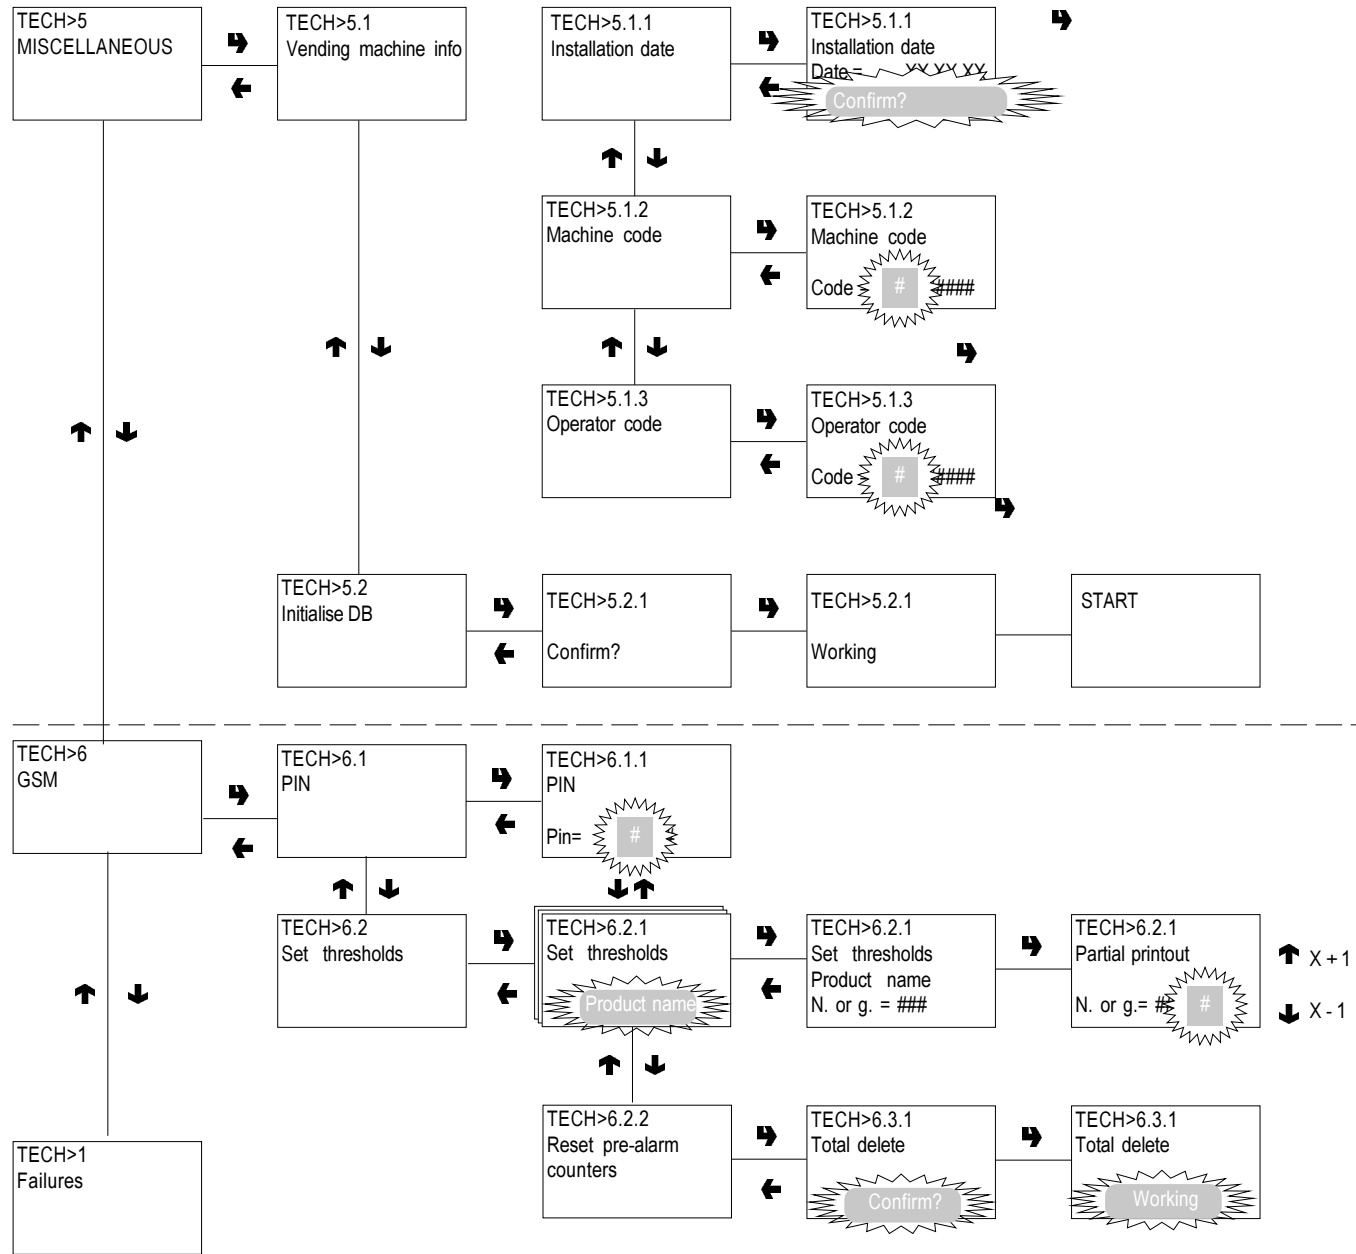 TECH>5
MISCELLANEOUS
TECH>5.1
Vending machine info
TECH>5.1.1
Installation date
TECH>5.1.1
Installation date
Date = XX XX XX
Confirm?
TECH>5.1.2
Machine code
TECH>5.1.2
Machine code
Code = # ####
TECH>5.1.3
Operator code
TECH>5.1.3
Operator code
Code = # ####
TECH>5.2
Initialise DB
TECH>5.2.1
Confirm?
TECH>5.2.1
Working
START
TECH>6
GSM
TECH>6.1
PIN
TECH>6.1.1
PIN
Pin= #
TECH>6.2
Set thresholds
TECH>6.2.1
Set thresholds
Product name
TECH>6.2.1
Set thresholds
Product name
N. or g. = ###
TECH>6.2.1
Partial printout
N. or g.= # #
X + 1
X - 1
TECH>1
Failures
TECH>6.2.2
Reset pre-alarm
counters
TECH>6.3.1
Total delete
Confirm?
TECH>6.3.1
Total delete
Working